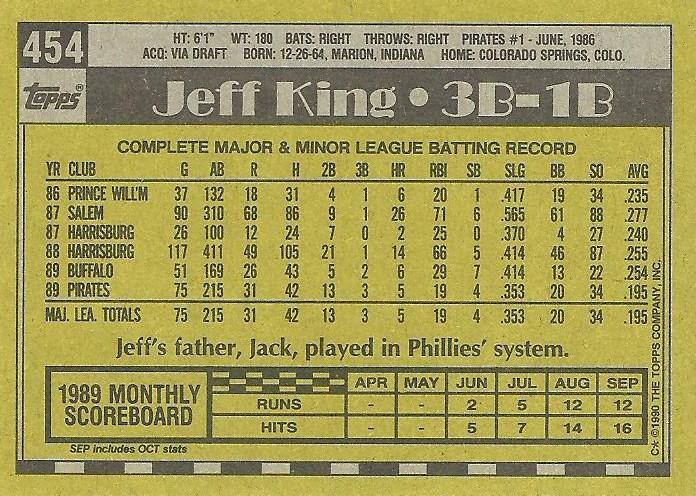 454
HT: 6'1" WT: 180 BATS: RIGHT THROWS: RIGHT PIRATES #1 - JUNE, 1986
ACQ: VIA DRAFT BORN: 12-26-64, MARION, INDIANA HOME: COLORADO SPRINGS, COLO.
topps®
Jeff King • 3B-1B
COMPLETE MAJOR & MINOR LEAGUE BATTING RECORD
YR CLUB G AB R H 2B 3B HR RBI SB SLG BB SO AVG
86 PRINCE WILL'M 37 132 18 31 4 1 6 20 1 .417 19 34 .235
87 SALEM 90 310 68 86 9 1 26 71 6 .565 61 88 .277
87 HARRISBURG 26 100 12 24 7 0 2 25 0 .370 4 27 .240
88 HARRISBURG 117 411 49 105 21 1 14 66 5 .414 46 87 .255
89 BUFFALO 51 169 26 43 5 2 6 29 7 .414 13 22 .254
89 PIRATES 75 215 31 42 13 3 5 19 4 .353 20 34 .195
MAJ. LEA. TOTALS 75 215 31 42 13 3 5 19 4 .353 20 34 .195
Jeff's father, Jack, played in Phillies' system.
1989 MONTHLY
SCOREBOARD
APR MAY JUN JUL AUG SEP
RUNS - - 2 5 12 12
HITS - - 5 7 14 16
SEP includes OCT stats
C* ©1990 THE TOPPS COMPANY, INC.